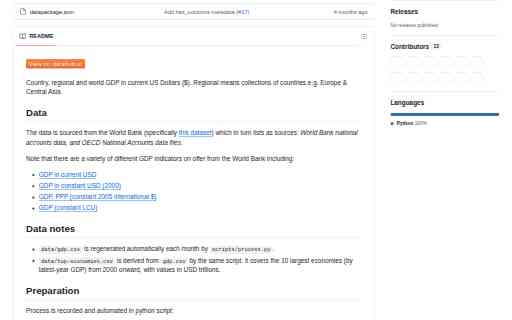 datapackage.json
Add hist_columns metadata (#17)
4 months ago
README
View on datahub.io
Country, regional and world GDP in current US Dollars ($). Regional means collections of countries e.g. Europe &
Central Asia.
Data
The data is sourced from the World Bank (specifically this dataset) which in turn lists as sources: World Bank national
accounts data, and OECD National Accounts data files.
Note that there are a variety of different GDP indicators on offer from the World Bank including:
GDP in current USD
GDP in constant USD (2000)
GDP, PPP (constant 2005 international $)
GDP (constant LCU)
Data notes
data/gdp.csv is regenerated automatically each month by scripts/process.py.
data/top-economies.csv is derived from gdp.csv by the same script: it covers the 10 largest economies (by
latest-year GDP) from 2000 onward, with values in USD trillions.
Preparation
Process is recorded and automated in python script:
Releases
No releases published
Contributors 12
Languages
Python 100%